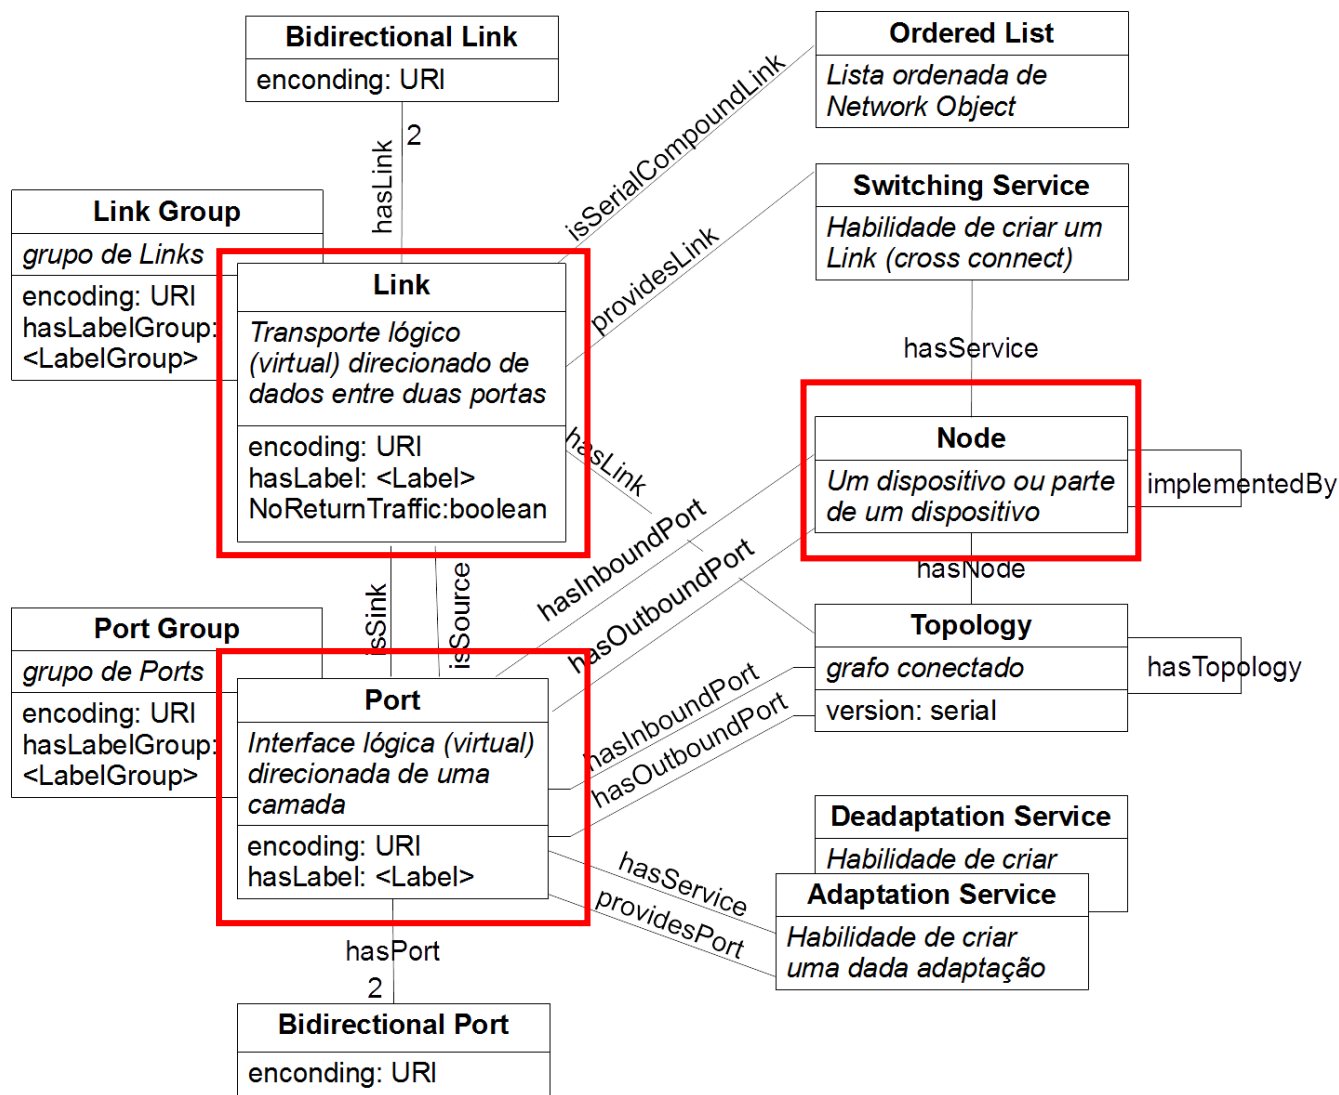 Bidirectional Link
enconding: URI
2
hasLink
Ordered List
Lista ordenada de
Network Object
isSerialCompoundLink
Switching Service
Habilidade de criar um
Link (cross connect)
providesLink
Link Group
grupo de Links
encoding: URI
hasLabelGroup:
<LabelGroup>
Link
Transporte lógico
(virtual) direcionado de
dados entre duas portas
encoding: URI
hasLabel: <Label>
NoReturnTraffic:boolean
hasService
Node
Um dispositivo ou parte
de um dispositivo
implementedBy
hasLink
hasInboundPort
hasOutboundPort
hasNode
isSink
isSource
Topology
grafo conectado
version: serial
hasTopology
Port Group
grupo de Ports
encoding: URI
hasLabelGroup:
<LabelGroup>
Port
Interface lógica (virtual)
direcionada de uma
camada
encoding: URI
hasLabel: <Label>
hasInboundPort
hasOutboundPort
Deadaptation Service
Habilidade de criar
Adaptation Service
Habilidade de criar
uma dada adaptação
hasService
providesPort
hasPort
2
Bidirectional Port
enconding: URI